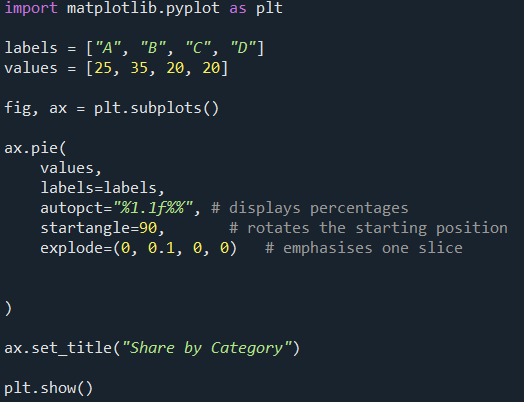 import matplotlib.pyplot as plt
labels = ["A", "B", "C", "D"]
values = [25, 35, 20, 20]
fig, ax = plt.subplots()
ax.pie(
    values,
    labels=labels,
    autopct="%1.1f%%", # displays percentages
    startangle=90,       # rotates the starting position
    explode=(0, 0.1, 0, 0)   # emphasises one slice
)
ax.set_title("Share by Category")
plt.show()